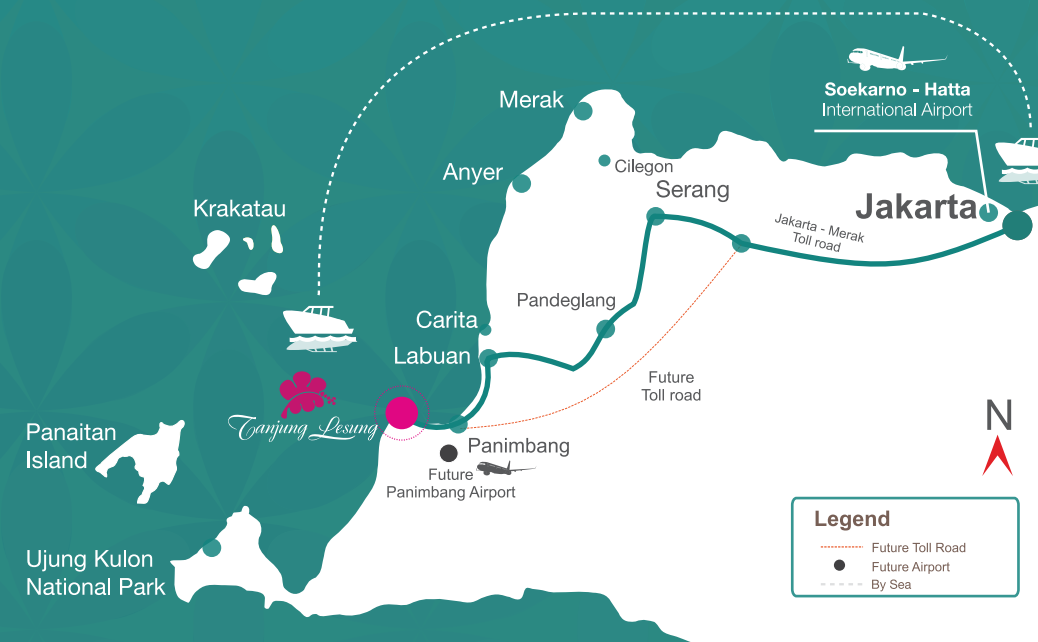 Soekarno - Hatta
International Airport
Merak
Cilegon
Anyer
Serang
Krakatau
Jakarta
Jakarta - Merak
Toll road
Pandeglang
Carita
Labuan
Future
Toll road
Tanjung Lesung
Panaitan
Island
Panimbang
Future
Panimbang Airport
N
Ujung Kulon
National Park
Legend
Future Toll Road
Future Airport
By Sea